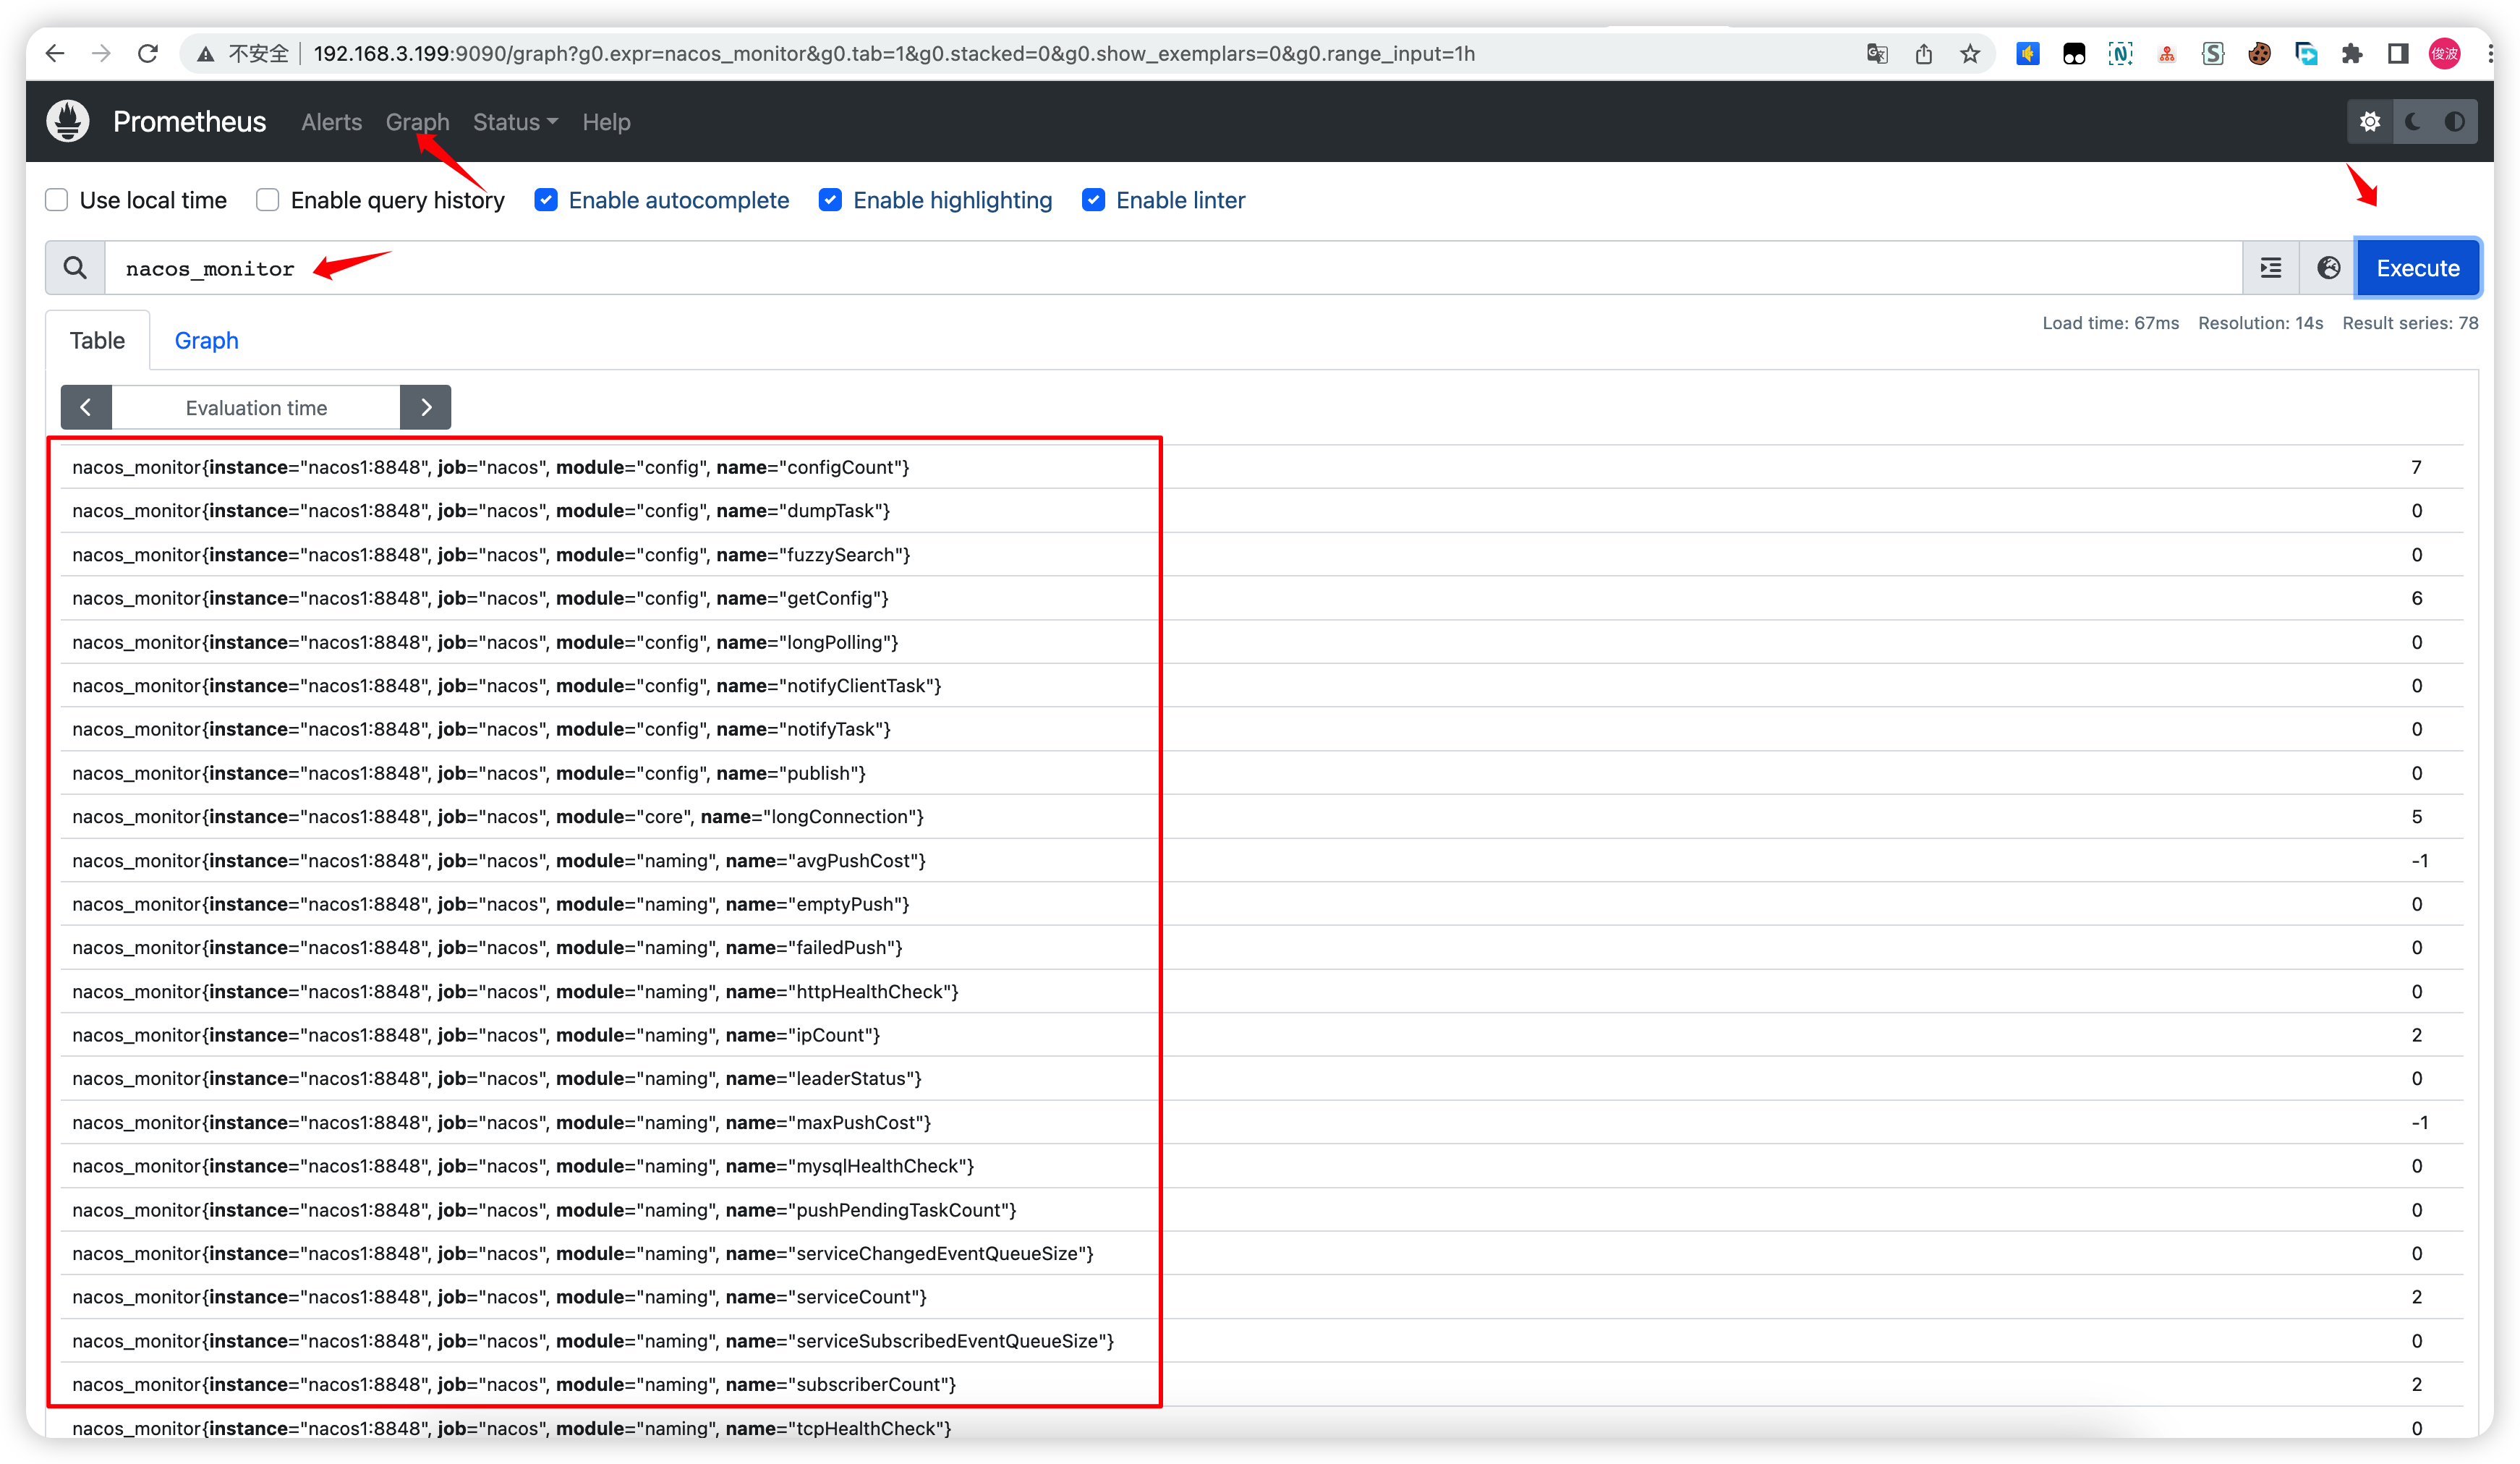 不安全 192.168.3.199:9090/graph?g0.expr=nacos_monitor&g0.tab=1&g0.stacked=0&g0.show_exemplars=0&g0.range_input=1h 俊波
Prometheus Alerts Graph Status Help
Use local time Enable query history Enable autocomplete Enable highlighting Enable linter
nacos_monitor Execute
Table Graph Load time: 67ms Resolution: 14s Result series: 78
Evaluation time
nacos_monitor{instance="nacos1:8848", job="nacos", module="config", name="configCount"} 7
nacos_monitor{instance="nacos1:8848", job="nacos", module="config", name="dumpTask"} 0
nacos_monitor{instance="nacos1:8848", job="nacos", module="config", name="fuzzySearch"} 0
nacos_monitor{instance="nacos1:8848", job="nacos", module="config", name="getConfig"} 6
nacos_monitor{instance="nacos1:8848", job="nacos", module="config", name="longPolling"} 0
nacos_monitor{instance="nacos1:8848", job="nacos", module="config", name="notifyClientTask"} 0
nacos_monitor{instance="nacos1:8848", job="nacos", module="config", name="notifyTask"} 0
nacos_monitor{instance="nacos1:8848", job="nacos", module="config", name="publish"} 0
nacos_monitor{instance="nacos1:8848", job="nacos", module="core", name="longConnection"} 5
nacos_monitor{instance="nacos1:8848", job="nacos", module="naming", name="avgPushCost"} -1
nacos_monitor{instance="nacos1:8848", job="nacos", module="naming", name="emptyPush"} 0
nacos_monitor{instance="nacos1:8848", job="nacos", module="naming", name="failedPush"} 0
nacos_monitor{instance="nacos1:8848", job="nacos", module="naming", name="httpHealthCheck"} 0
nacos_monitor{instance="nacos1:8848", job="nacos", module="naming", name="ipCount"} 2
nacos_monitor{instance="nacos1:8848", job="nacos", module="naming", name="leaderStatus"} 0
nacos_monitor{instance="nacos1:8848", job="nacos", module="naming", name="maxPushCost"} -1
nacos_monitor{instance="nacos1:8848", job="nacos", module="naming", name="mysqlHealthCheck"} 0
nacos_monitor{instance="nacos1:8848", job="nacos", module="naming", name="pushPendingTaskCount"} 0
nacos_monitor{instance="nacos1:8848", job="nacos", module="naming", name="serviceChangedEventQueueSize"} 0
nacos_monitor{instance="nacos1:8848", job="nacos", module="naming", name="serviceCount"} 2
nacos_monitor{instance="nacos1:8848", job="nacos", module="naming", name="serviceSubscribedEventQueueSize"} 0
nacos_monitor{instance="nacos1:8848", job="nacos", module="naming", name="subscriberCount"} 2
nacos_monitor{instance="nacos1:8848", job="nacos", module="naming", name="tcpHealthCheck"} 0